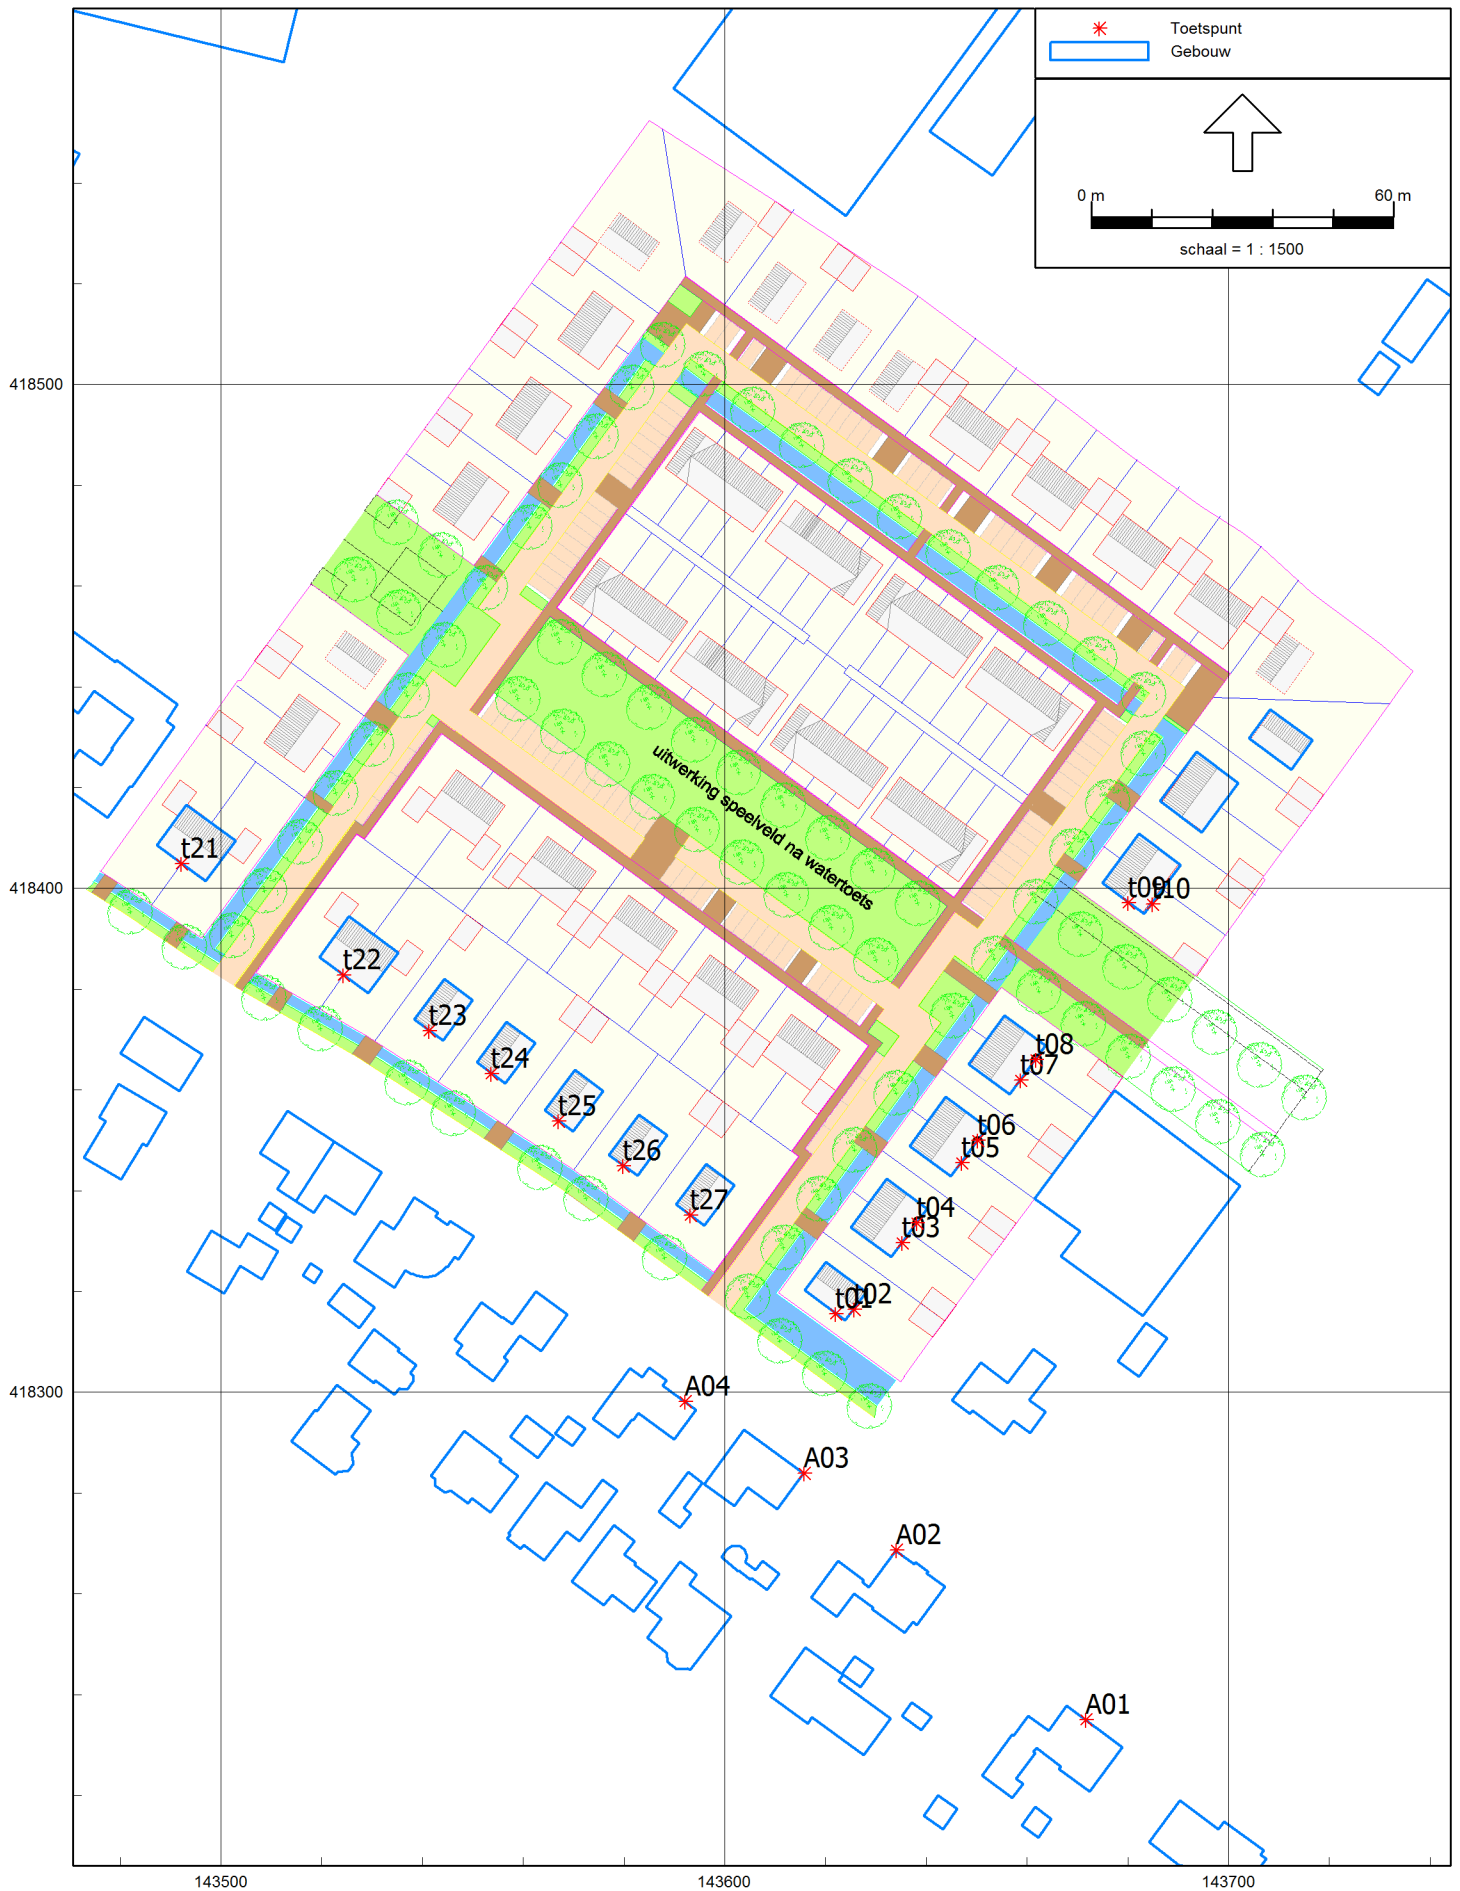 Toetspunt
Gebouw
0 m
60 m
schaal = 1 : 1500
418500
uitwerking speelveld na watertoets
t21
t09
t10
418400
t22
t23
t08
t24
t07
t25
t06
t26
t05
t27
t04
t03
t02
t01
418300
A04
A03
A02
A01
143500
143600
143700